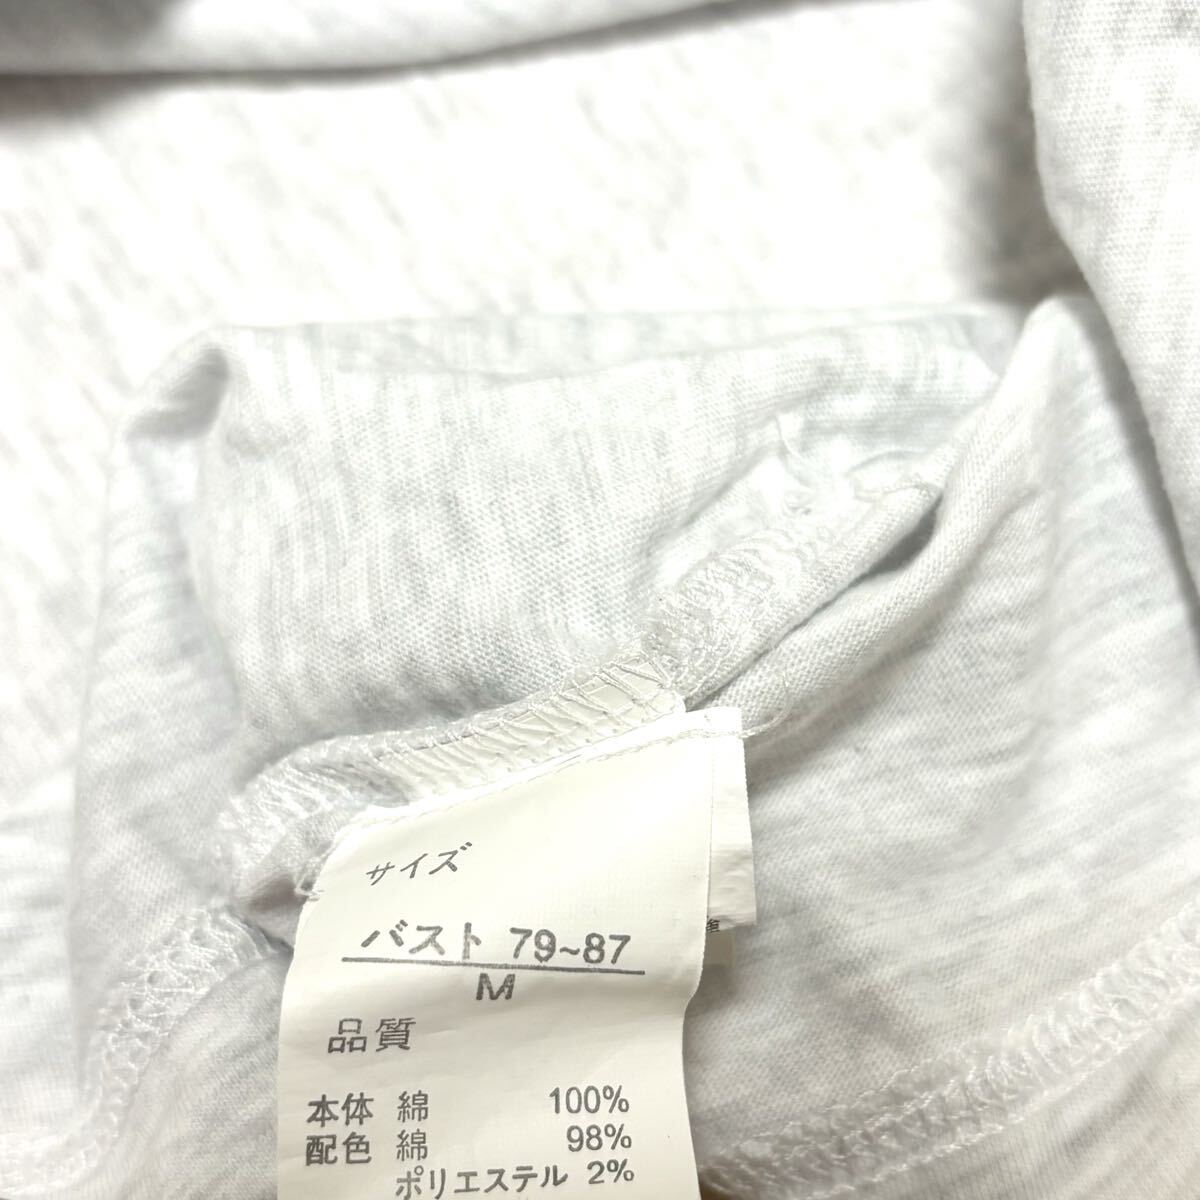 サイズ
バスト 79~87
M
品質
本体 綿 100%
配色 綿 98%
ポリエステル 2%